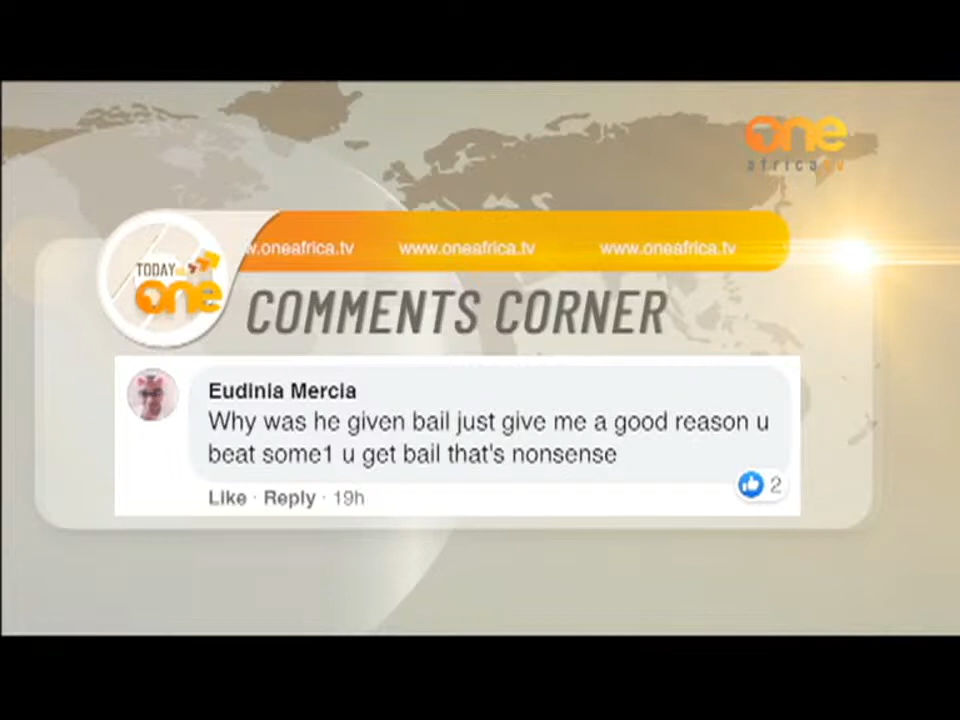 one
africa tv
www.oneafrica.tv www.oneafrica.tv www.oneafrica.tv
TODAY
one
COMMENTS CORNER
Eudinia Mercia
Why was he given bail just give me a good reason u
beat some1 u get bail that's nonsense
Like · Reply · 19h
2